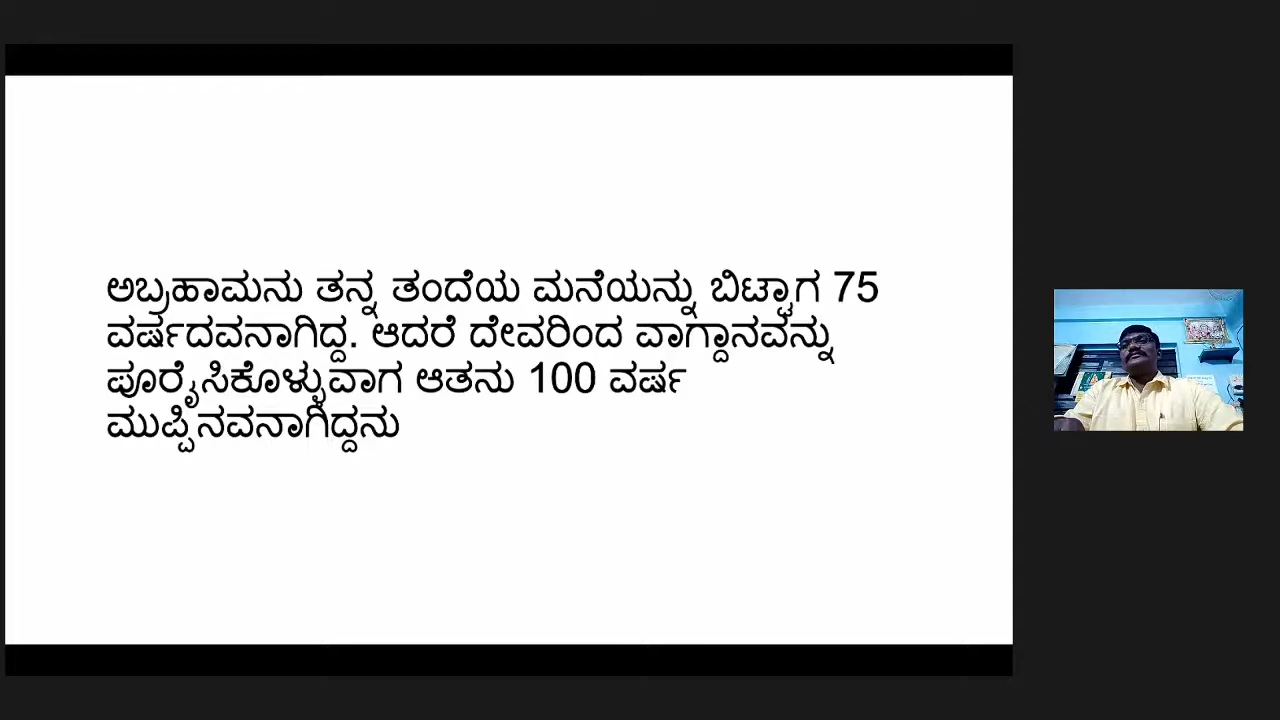 ಅಬ್ರಹಾಮನು ತನ್ನ ತಂದೆಯ ಮನೆಯನ್ನು ಬಿಟ್ಟಾಗ 75
ವರ್ಷದವನಾಗಿದ್ದ. ಆದರೆ ದೇವರಿಂದ ವಾಗ್ದಾನವನ್ನು
ಪೂರೈಸಿಕೊಳ್ಳುವಾಗ ಆತನು 100 ವರ್ಷ
ಮುಪ್ಪಿನವನಾಗಿದ್ದನು